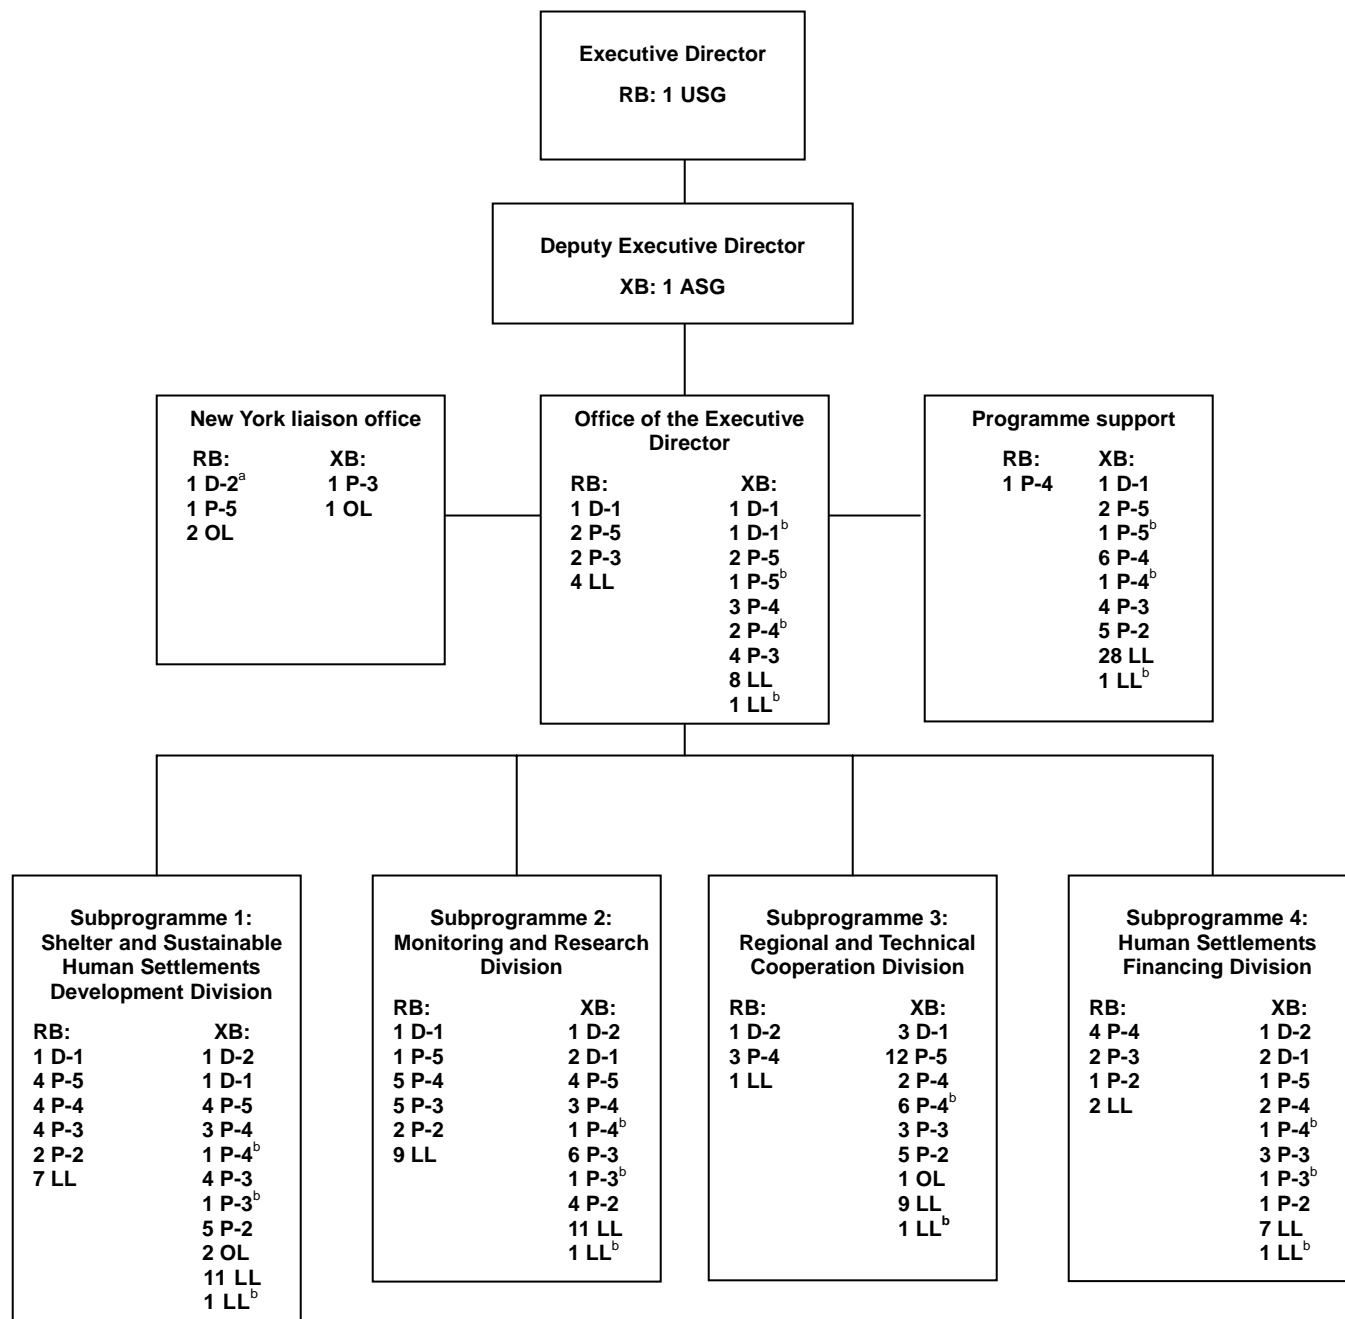 Executive Director
RB: 1 USG
Deputy Executive Director
XB: 1 ASG
New York liaison office
RB:
1 D-2a
1 P-5
2 OL
XB:
1 P-3
1 OL
Office of the Executive
Director
RB:
1 D-1
2 P-5
2 P-3
4 LL
XB:
1 D-1
1 D-1b
2 P-5
1 P-5b
3 P-4
2 P-4b
4 P-3
8 LL
1 LLb
Programme support
RB:
1 P-4
XB:
1 D-1
2 P-5
1 P-5b
6 P-4
1 P-4b
4 P-3
5 P-2
28 LL
1 LLb
Subprogramme 1:
Shelter and Sustainable
Human Settlements
Development Division
RB:
1 D-1
4 P-5
4 P-4
4 P-3
2 P-2
7 LL
XB:
1 D-2
1 D-1
4 P-5
3 P-4
1 P-4b
4 P-3
1 P-3b
5 P-2
2 OL
11 LL
1 LLb
Subprogramme 2:
Monitoring and Research
Division
RB:
1 D-1
1 P-5
5 P-4
5 P-3
2 P-2
9 LL
XB:
1 D-2
2 D-1
4 P-5
3 P-4
1 P-4b
6 P-3
1 P-3b
4 P-2
11 LL
1 LLb
Subprogramme 3:
Regional and Technical
Cooperation Division
RB:
1 D-2
3 P-4
1 LL
XB:
3 D-1
12 P-5
2 P-4
6 P-4b
3 P-3
5 P-2
1 OL
9 LL
1 LLb
Subprogramme 4:
Human Settlements
Financing Division
RB:
4 P-4
2 P-3
1 P-2
2 LL
XB:
1 D-2
2 D-1
1 P-5
2 P-4
1 P-4b
3 P-3
1 P-3b
1 P-2
7 LL
1 LLb